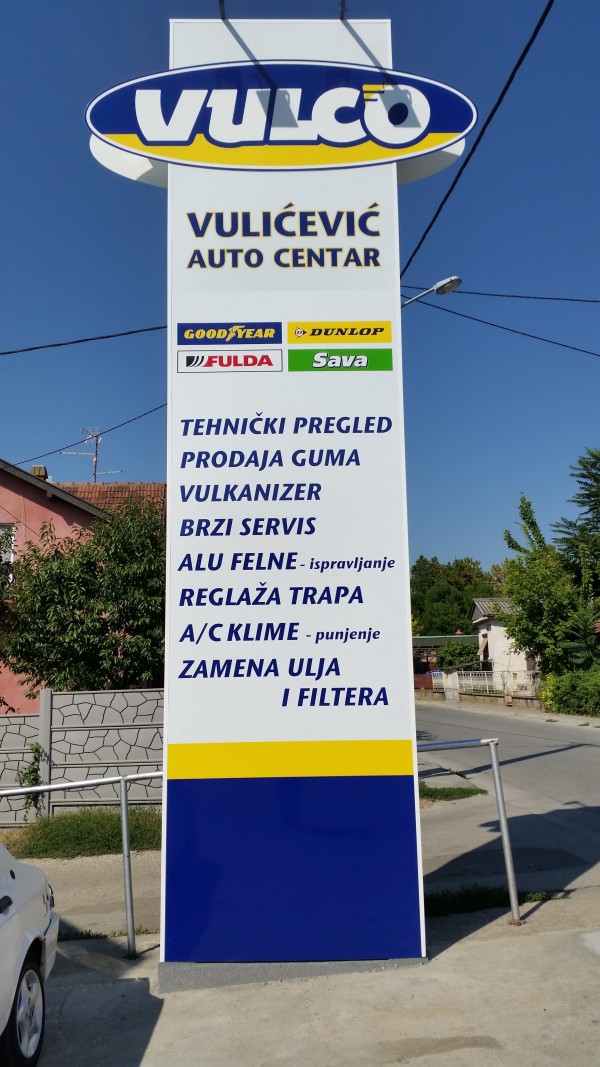 VULCO
VULIĆEVIĆ
AUTO CENTAR
GOODYEAR DUNLOP
FULDA Sava
TEHNIČKI PREGLED
PRODAJA GUMA
VULKANIZER
BRZI SERVIS
ALU FELNE - ispravljanje
REGLAŽA TRAPA
A/C KLIME - punjenje
ZAMENA ULJA
I FILTERA